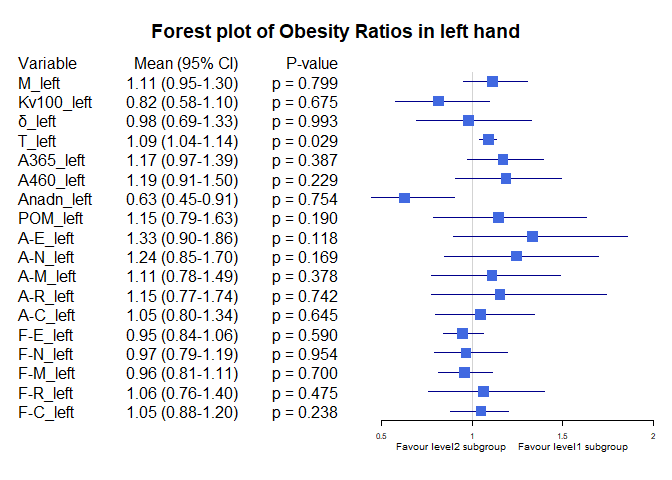 Forest plot of Obesity Ratios in left hand
Variable Mean (95% CI) P-value
M_left 1.11 (0.95-1.30) p = 0.799
Kv100_left 0.82 (0.58-1.10) p = 0.675
δ_left 0.98 (0.69-1.33) p = 0.993
T_left 1.09 (1.04-1.14) p = 0.029
A365_left 1.17 (0.97-1.39) p = 0.387
A460_left 1.19 (0.91-1.50) p = 0.229
Anadn_left 0.63 (0.45-0.91) p = 0.754
POM_left 1.15 (0.79-1.63) p = 0.190
A-E_left 1.33 (0.90-1.86) p = 0.118
A-N_left 1.24 (0.85-1.70) p = 0.169
A-M_left 1.11 (0.78-1.49) p = 0.378
A-R_left 1.15 (0.77-1.74) p = 0.742
A-C_left 1.05 (0.80-1.34) p = 0.645
F-E_left 0.95 (0.84-1.06) p = 0.590
F-N_left 0.97 (0.79-1.19) p = 0.954
F-M_left 0.96 (0.81-1.11) p = 0.700
F-R_left 1.06 (0.76-1.40) p = 0.475
F-C_left 1.05 (0.88-1.20) p = 0.238
0.5 1 1.5 2
Favour level2 subgroup Favour level1 subgroup